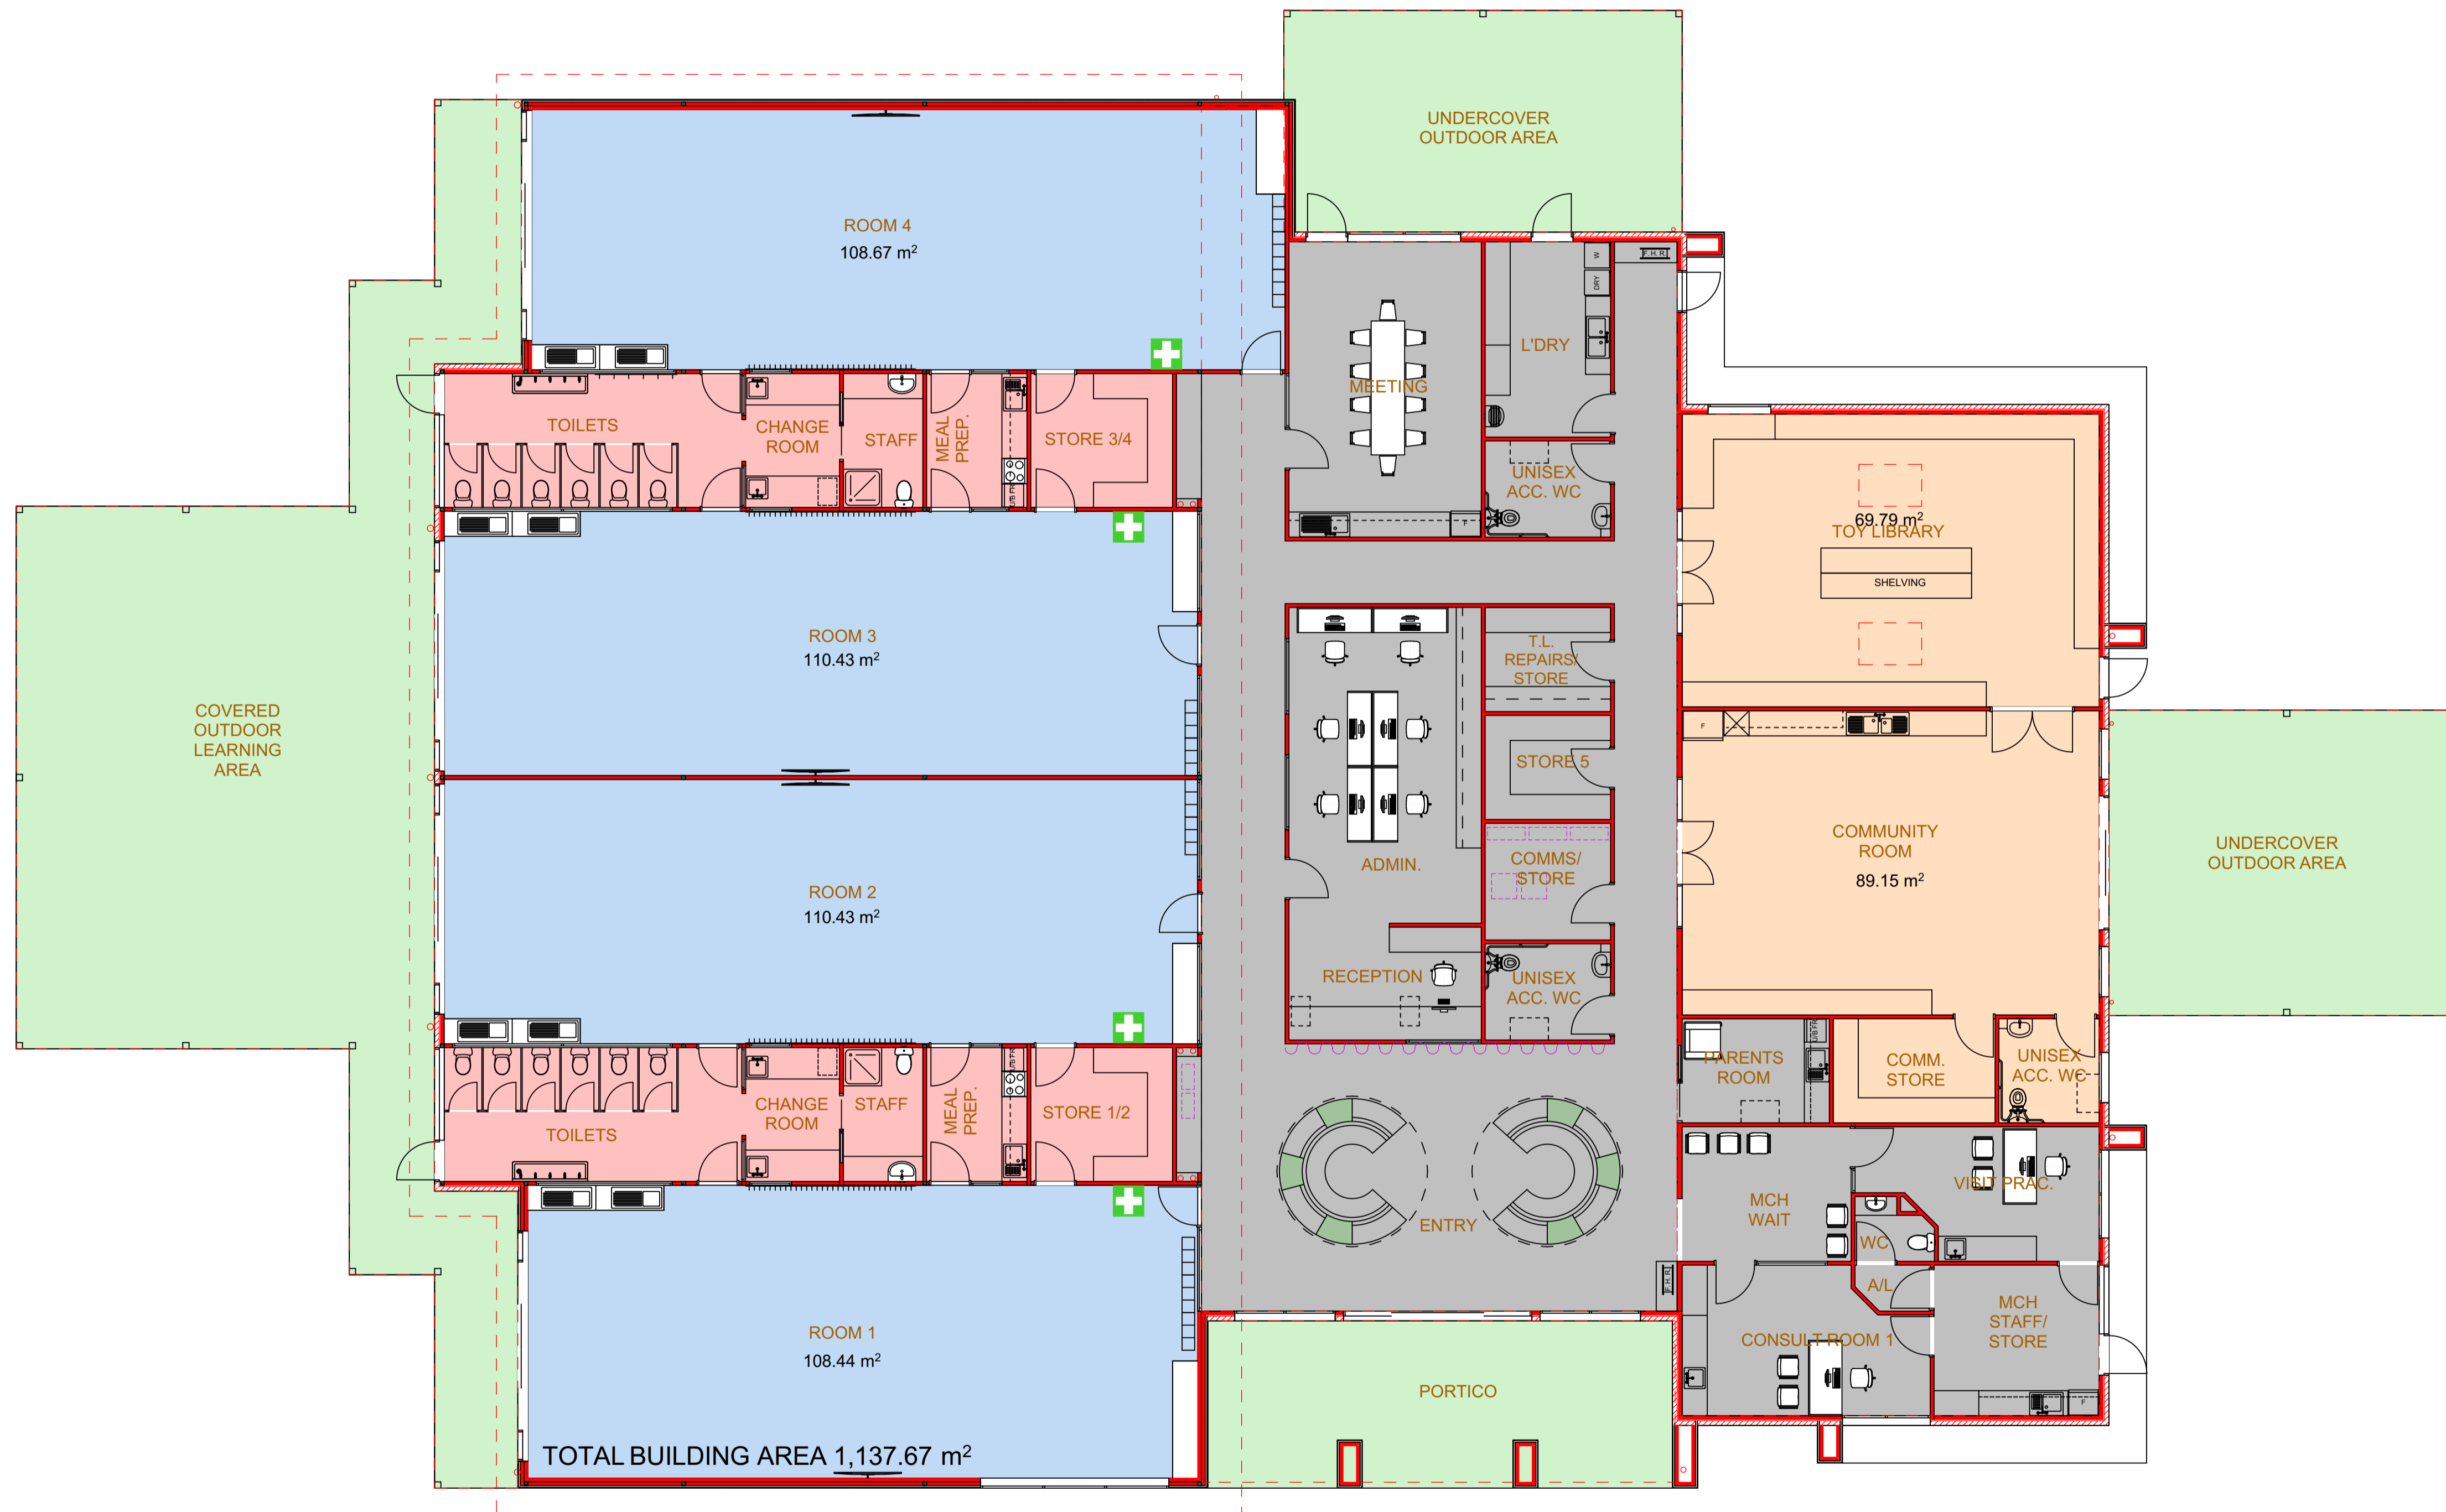 UNDERCOVER
OUTDOOR AREA
ROOM 4
108.67 m²
F.H.R.
W
DRY
L'DRY
MEETING
TOILETS
CHANGE
ROOM
STAFF
MEAL
PREP.
U/B FR
STORE 3/4
UNISEX
ACC. WC
F
69.79 m²
TOY LIBRARY
SHELVING
ROOM 3
110.43 m²
T.L.
REPAIRS/
STORE
COVERED
OUTDOOR
LEARNING
AREA
F
STORE 5
COMMUNITY
ROOM
89.15 m²
UNDERCOVER
OUTDOOR AREA
ADMIN.
COMMS/
STORE
ROOM 2
110.43 m²
RECEPTION
UNISEX
ACC. WC
TOILETS
CHANGE
ROOM
STAFF
MEAL
PREP.
U/B FR
STORE 1/2
PARENTS
ROOM
U/B FR
COMM.
STORE
UNISEX
ACC. WC
ENTRY
MCH
WAIT
VISIT PRAC.
WC
A/L
F.H.R.
MCH
STAFF/
STORE
CONSULT ROOM 1
F
ROOM 1
108.44 m²
PORTICO
TOTAL BUILDING AREA 1,137.67 m²